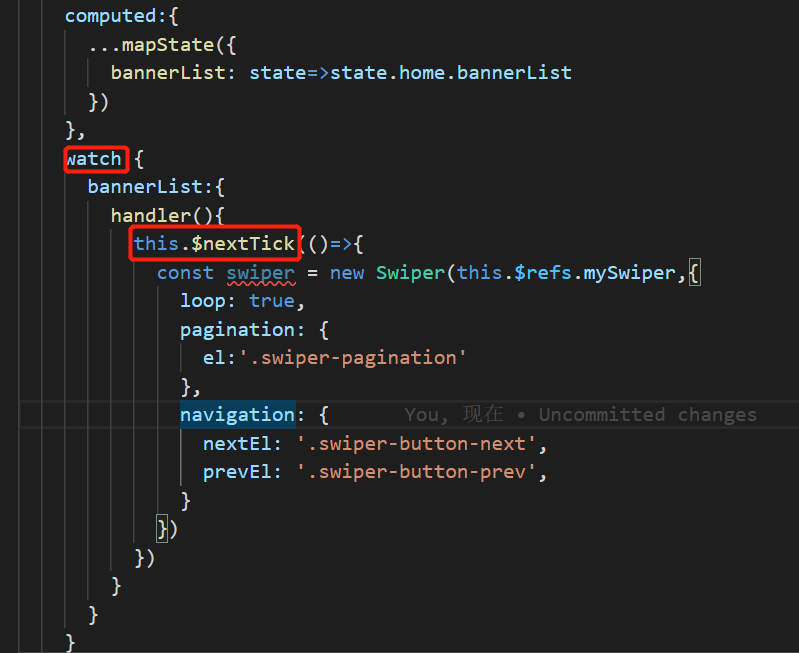 computed:{
...mapState({
bannerList: state=>state.home.bannerList
})
},
watch {
bannerList:{
handler(){
this.$nextTick(()=>{
const swiper = new Swiper(this.$refs.mySwiper,{
loop: true,
pagination: {
el:'.swiper-pagination'
},
navigation: { You, 现在 • Uncommitted changes
nextEl: '.swiper-button-next',
prevEl: '.swiper-button-prev',
}
})
})
}
}
}